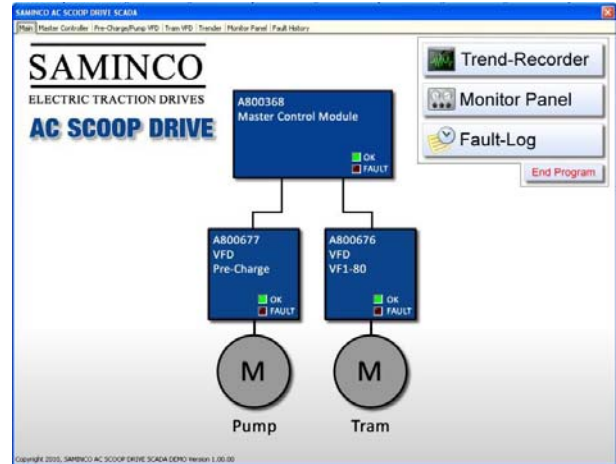 SAMINCO AC SCOOP DRIVE SCADA
Main Master Controller Pre-Charge/Pump VFD Tram VFD Trender Monitor Panel Fault History
SAMINCO
ELECTRIC TRACTION DRIVES
AC SCOOP DRIVE
A800368
Master Control Module
OK
FAULT
Trend-Recorder
Monitor Panel
Fault-Log
End Program
A800677
VFD
Pre-Charge
OK
FAULT
A800676
VFD
VF1-80
OK
FAULT
M
Pump
M
Tram
Copyright 2010, SAMINCO AC SCOOP DRIVE SCADA DEMO Version 1.00.00